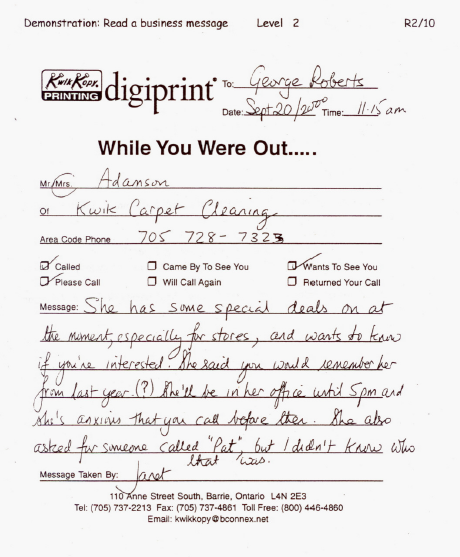 Demonstration: Read a business message Level 2 R2/10
Kwik Kopy PRINTING digiprint To: George Roberts
Date: Sept 20/2000 Time: 11.15 am
While You Were Out.....
Mr./Mrs. Adamson
Of Kwik Carpet Cleaning
Area Code Phone 705 728-7323
Called Came By To See You Wants To See You
Please Call Will Call Again Returned Your Call
Message: She has some special deals on at
the moment, especially for stores, and wants to know
if you're interested. She said you would remember her
from last year. (?) She'll be in her office until 5pm and
she's anxious that you call before then. She also
asked for someone called "Pat", but I didn't know who
that was.
Message Taken By: Janet
110 Anne Street South, Barrie, Ontario L4N 2E3
Tel: (705) 737-2213 Fax: (705) 737-4861 Toll Free: (800) 446-4860
Email: kwikkopy@bconnex.net